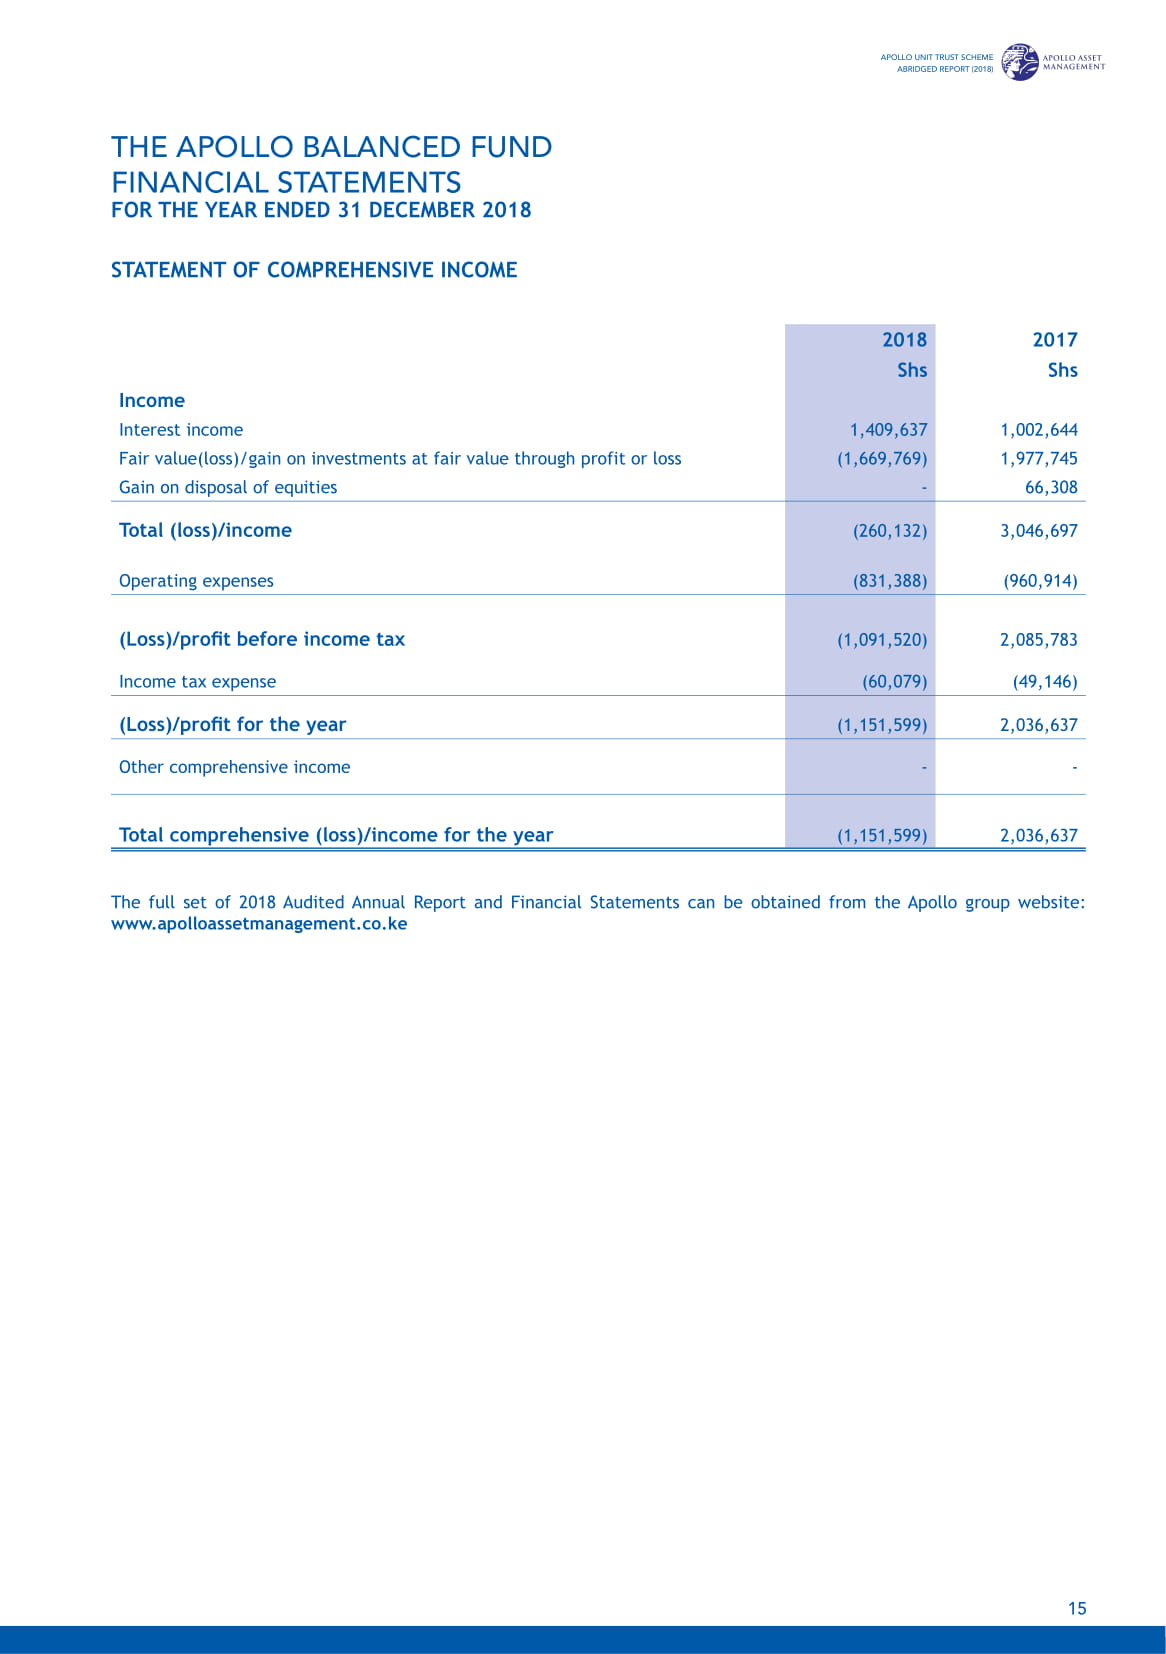 APOLLO UNIT TRUST SCHEME
ABRIDGED REPORT (2018)
APOLLO ASSET
MANAGEMENT
THE APOLLO BALANCED FUND
FINANCIAL STATEMENTS
FOR THE YEAR ENDED 31 DECEMBER 2018
STATEMENT OF COMPREHENSIVE INCOME
2018 2017
Shs Shs
Income
Interest income 1,409,637 1,002,644
Fair value(loss)/gain on investments at fair value through profit or loss (1,669,769) 1,977,745
Gain on disposal of equities - 66,308
Total (loss)/income (260,132) 3,046,697
Operating expenses (831,388) (960,914)
(Loss)/profit before income tax (1,091,520) 2,085,783
Income tax expense (60,079) (49,146)
(Loss)/profit for the year (1,151,599) 2,036,637
Other comprehensive income - -
Total comprehensive (loss)/income for the year (1,151,599) 2,036,637
The full set of 2018 Audited Annual Report and Financial Statements can be obtained from the Apollo group website:
www.apolloassetmanagement.co.ke
15